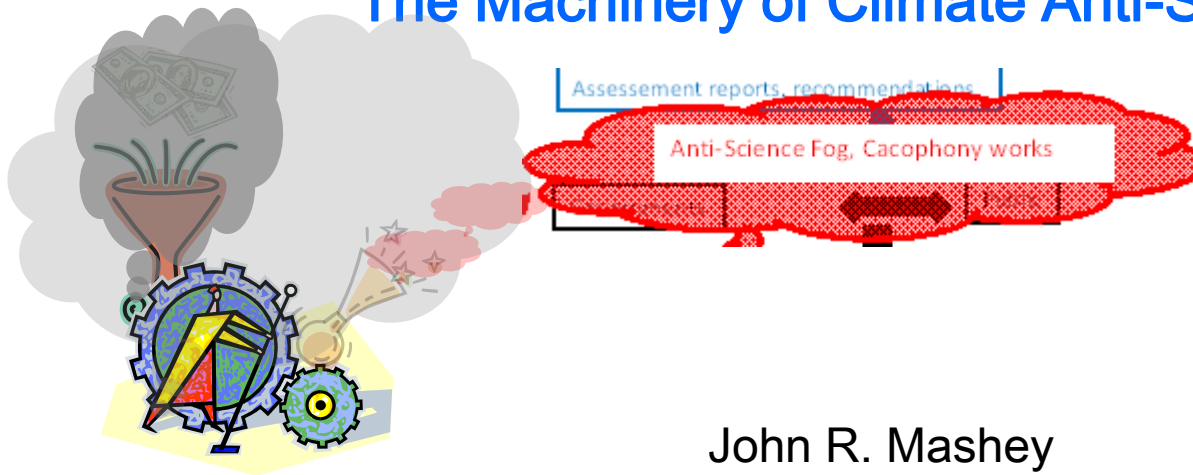 The Machinery of Climate Anti-S
Assessement reports, recommendations
Anti-Science Fog, Cacophony works
John R. Mashey